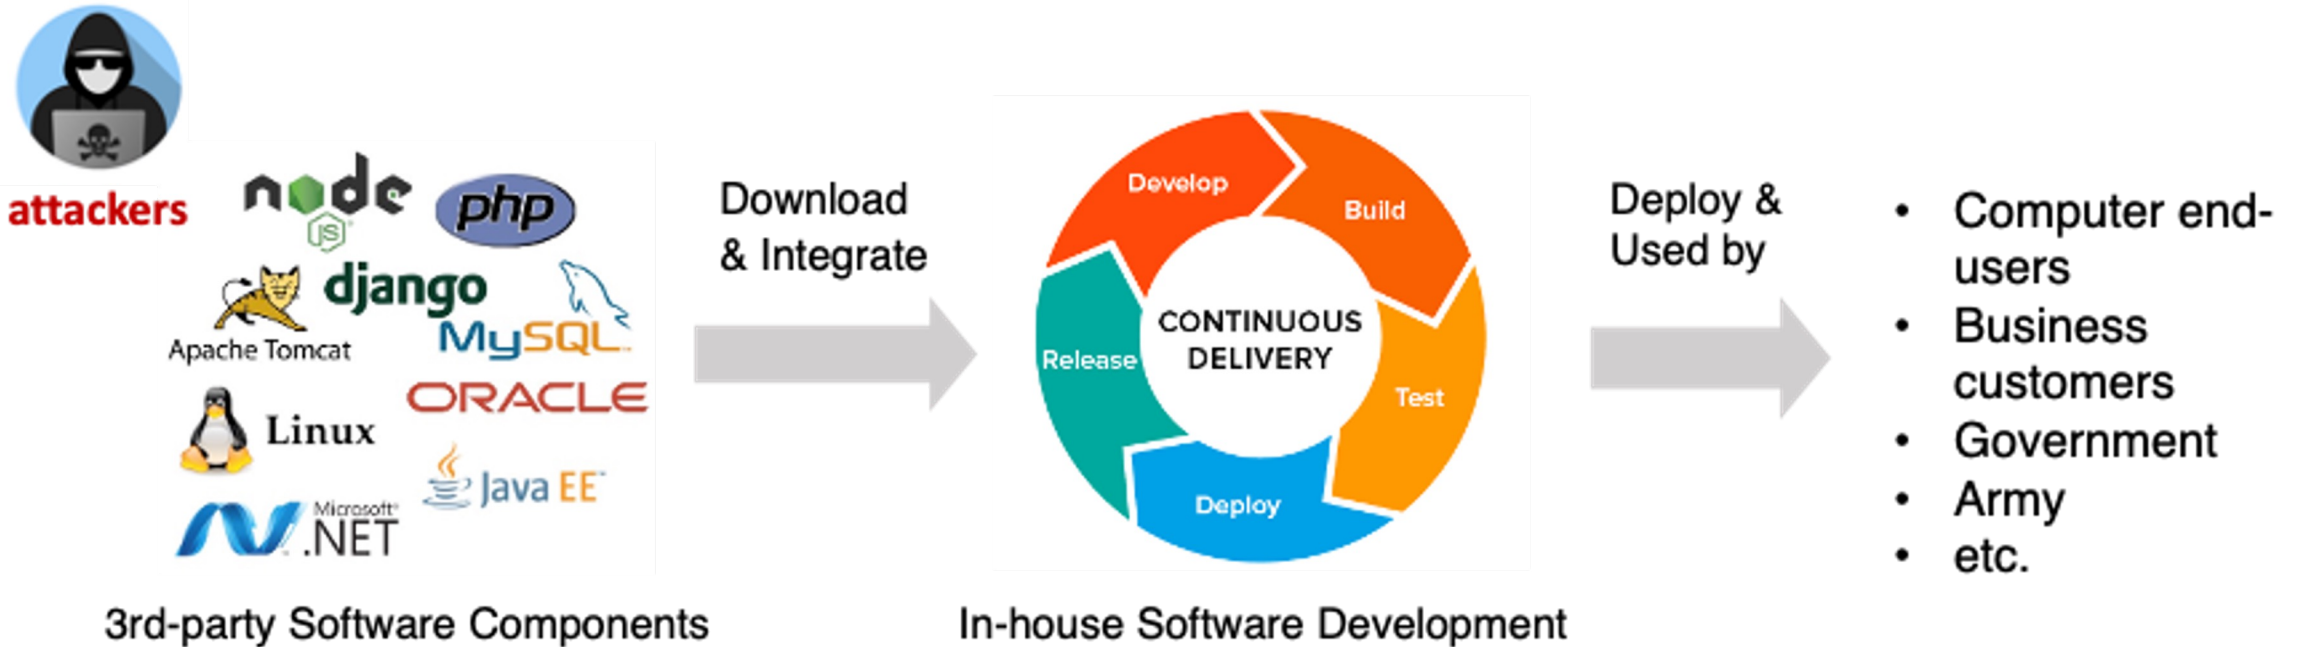 attackers
node
JS
php
django
Apache Tomcat
MySQL
ORACLE
Linux
Java EE
Microsoft
.NET
3rd-party Software Components
Download
& Integrate
Develop
Build
Test
Deploy
Release
CONTINUOUS
DELIVERY
In-house Software Development
Deploy &
Used by
• Computer end-
users
• Business
customers
• Government
• Army
• etc.